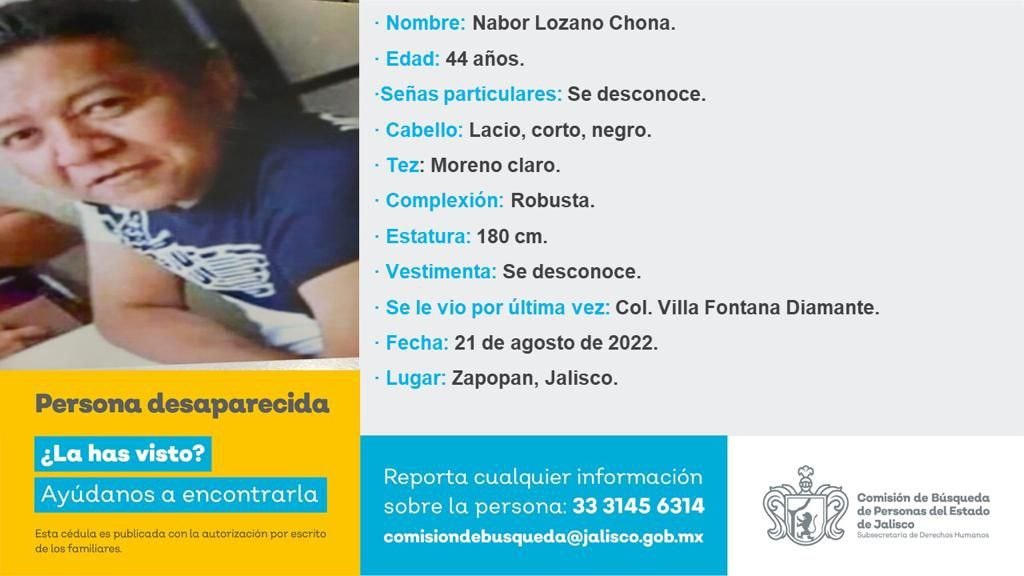 · Nombre: Nabor Lozano Chona.
· Edad: 44 años.
·Señas particulares: Se desconoce.
· Cabello: Lacio, corto, negro.
· Tez: Moreno claro.
· Complexión: Robusta.
· Estatura: 180 cm.
· Vestimenta: Se desconoce.
· Se le vio por última vez: Col. Villa Fontana Diamante.
· Fecha: 21 de agosto de 2022.
· Lugar: Zapopan, Jalisco.
Persona desaparecida
¿La has visto?
Ayúdanos a encontrarla
Esta cédula es publicada con la autorización por escrito
de los familiares.
Reporta cualquier información
sobre la persona: 33 3145 6314
comisiondebusqueda@jalisco.gob.mx
Comisión de Búsqueda
de Personas del Estado
de Jalisco
Subsecretaría de Derechos Humanos